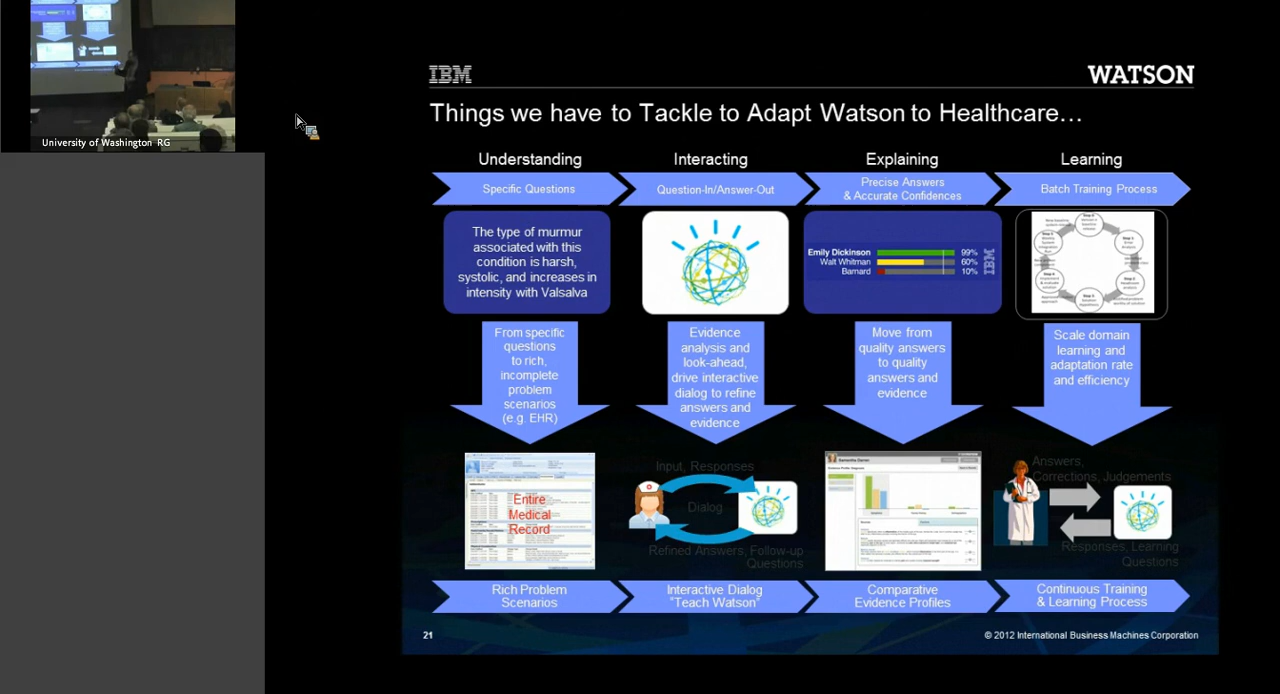 University of Washington RG
IBM
WATSON
Things we have to Tackle to Adapt Watson to Healthcare…
Understanding
Interacting
Explaining
Learning
Specific Questions
Question-In/Answer-Out
Precise Answers
& Accurate Confidences
Batch Training Process
The type of murmur
associated with this
condition is harsh,
systolic, and increases in
intensity with Valsalva
Emily Dickinson 99%
Walt Whitman 60%
Barnard 10%
IBM
From specific
questions
to rich,
incomplete
problem
scenarios
(e.g. EHR)
Evidence
analysis and
look-ahead,
drive interactive
dialog to refine
answers and
evidence
Move from
quality answers
to quality
answers and
evidence
Scale domain
learning and
adaptation rate
and efficiency
Entire
Medical
Record
Input, Responses
Dialog
Refined Answers, Follow-up
Questions
Answers,
Corrections, Judgements
Responses, Learning
Questions
Rich Problem
Scenarios
Interactive Dialog
"Teach Watson"
Comparative
Evidence Profiles
Continuous Training
& Learning Process
21
© 2012 International Business Machines Corporation